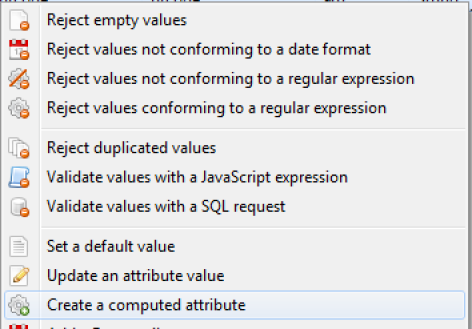 Reject empty values
Reject values not conforming to a date format
Reject values not conforming to a regular expression
Reject values conforming to a regular expression
Reject duplicated values
Validate values with a JavaScript expression
Validate values with a SQL request
Set a default value
Update an attribute value
Create a computed attribute